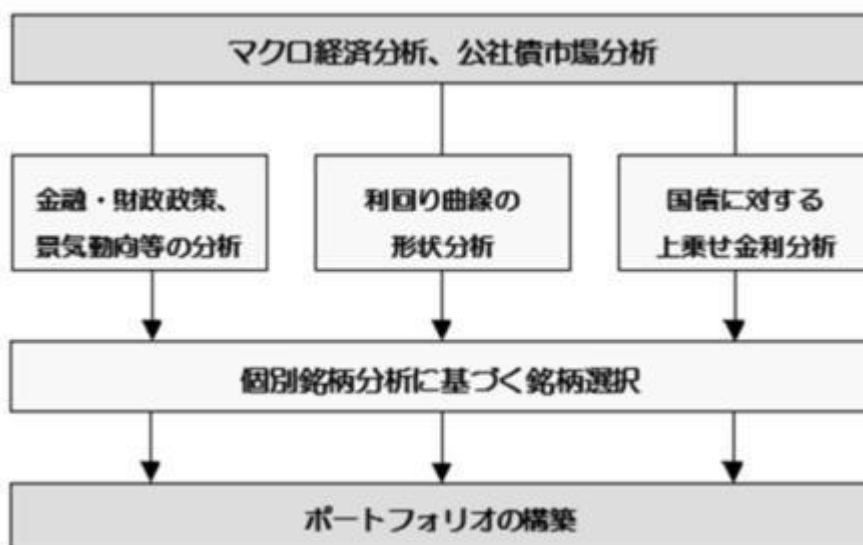 マクロ経済分析、公社債市場分析
金融・財政政策、
景気動向等の分析
利回り曲線の
形状分析
国債に対する
上乗せ金利分析
個別銘柄分析に基づく銘柄選択
ポートフォリオの構築